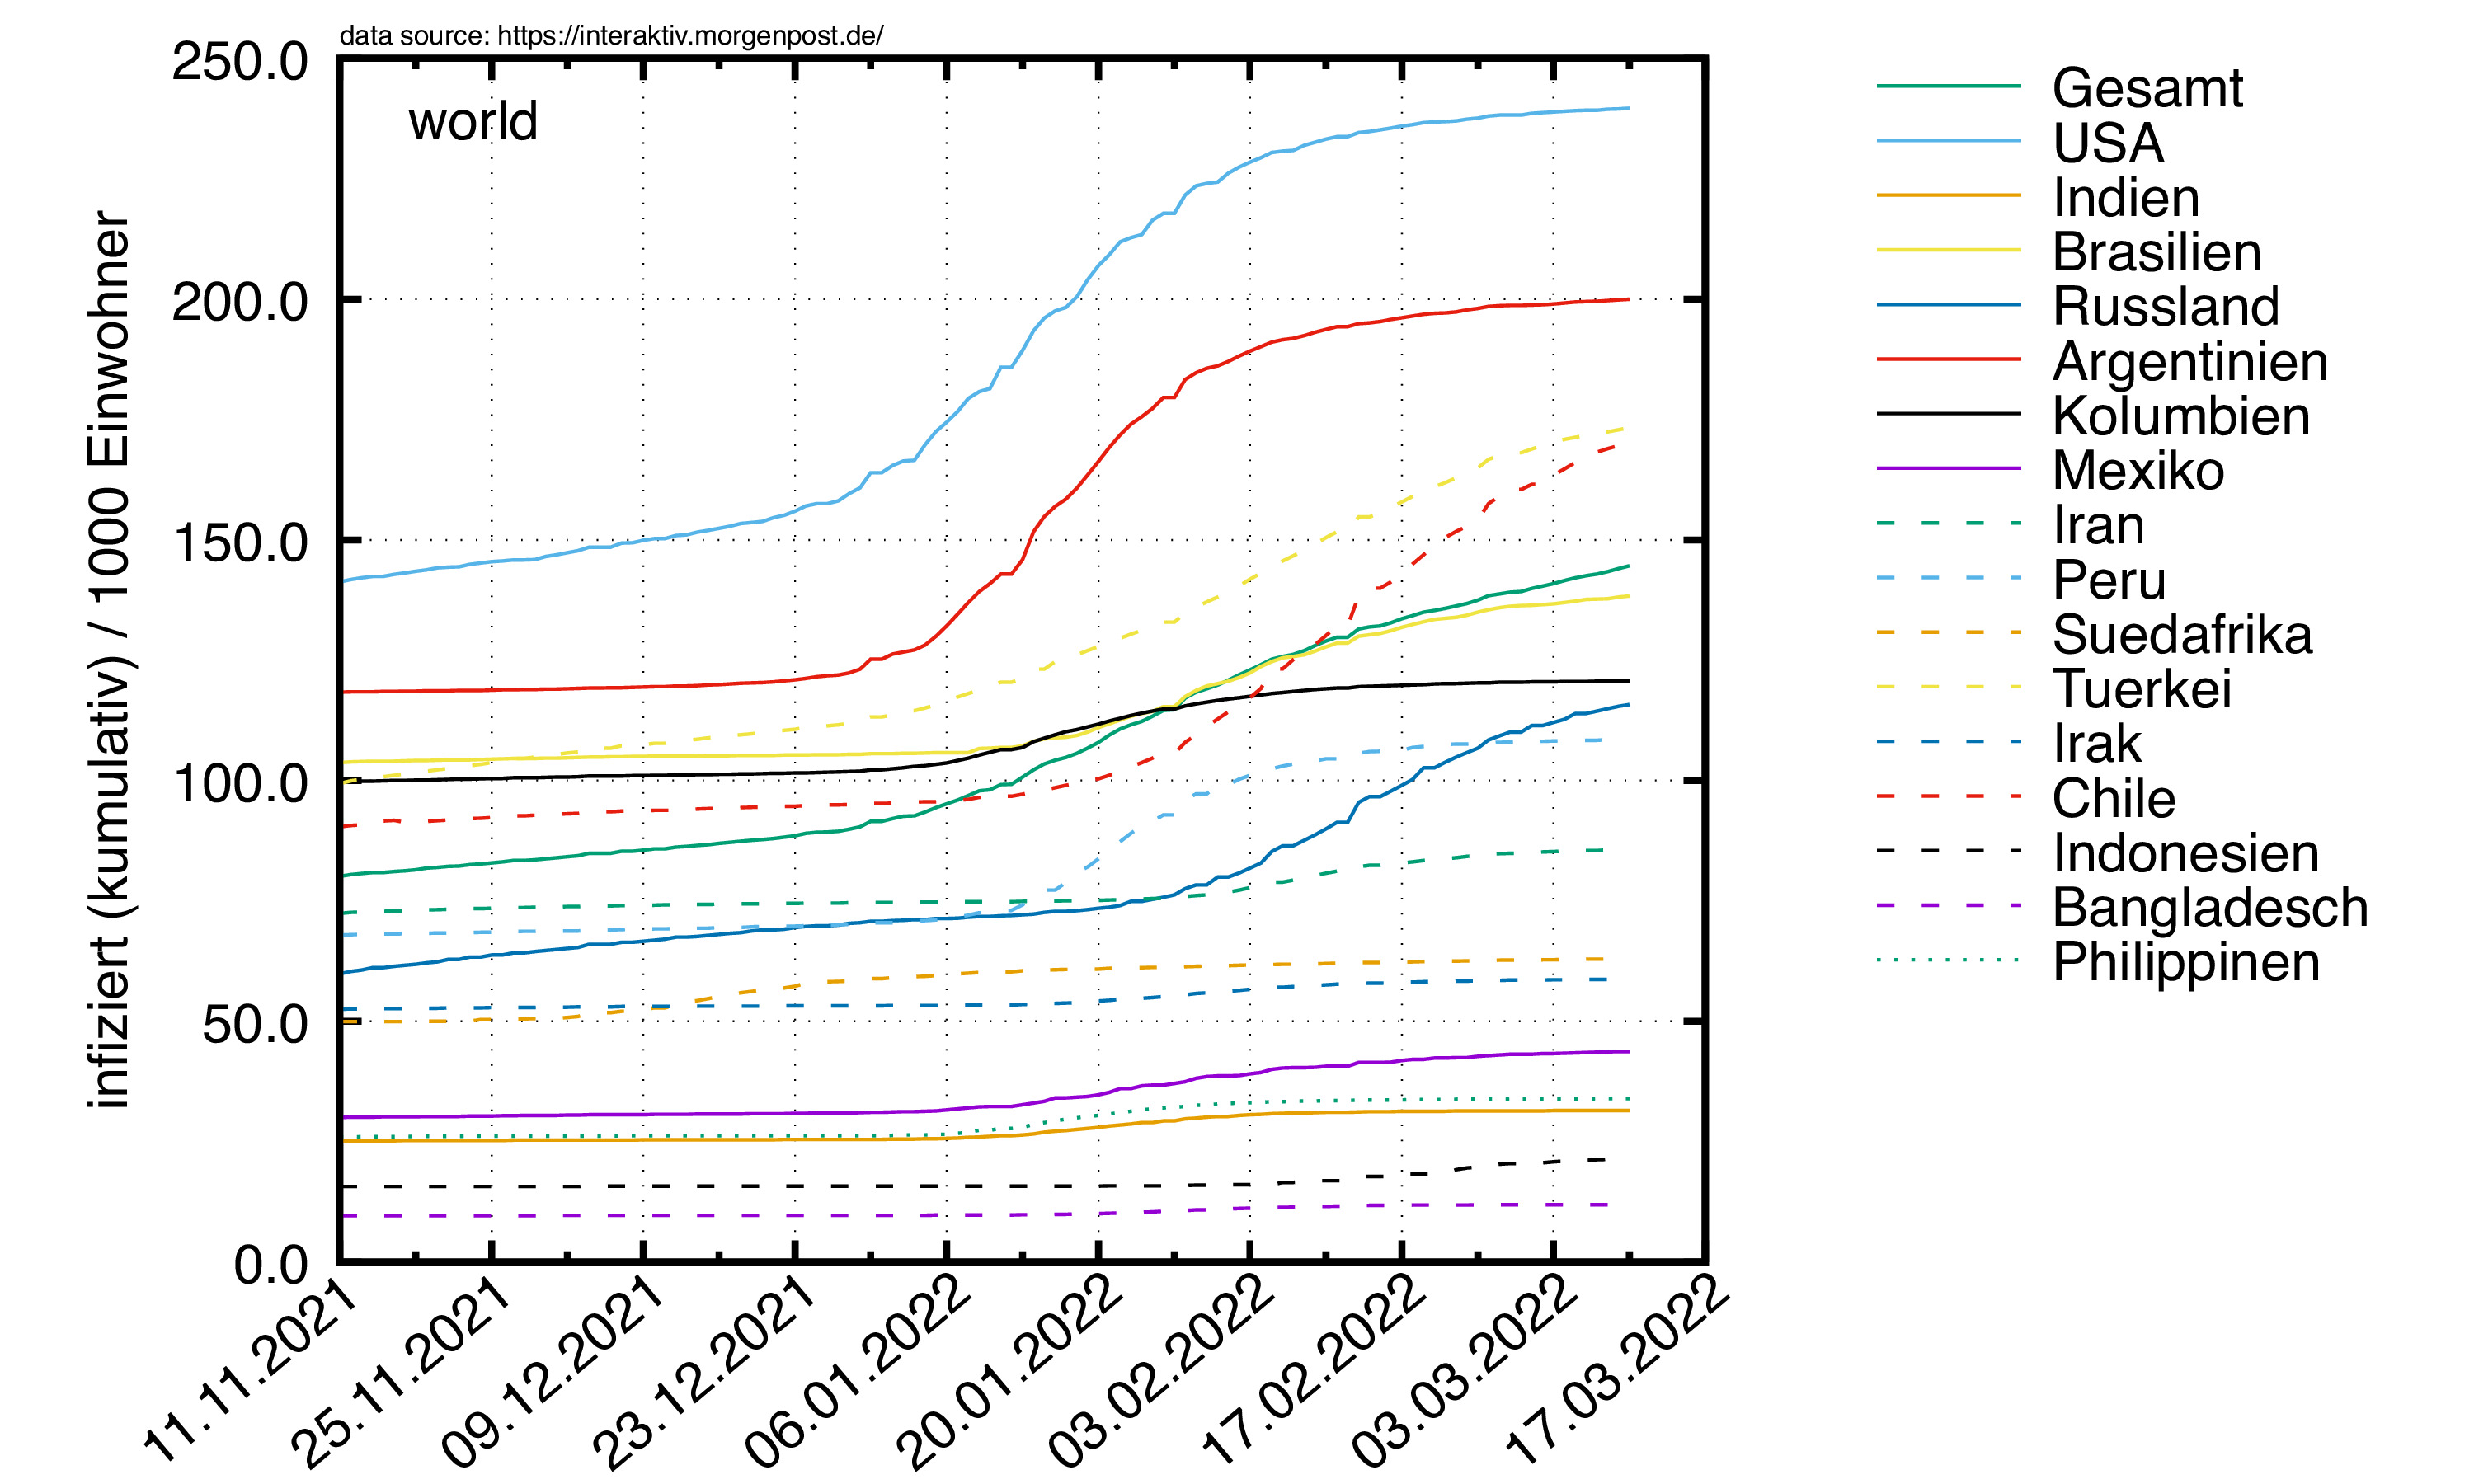 data source: https://interaktiv.morgenpost.de/
world
infiziert (kumulativ) / 1000 Einwohner
250.0
200.0
150.0
100.0
50.0
0.0
11.11.2021
25.11.2021
09.12.2021
23.12.2021
06.01.2022
20.01.2022
03.02.2022
17.02.2022
03.03.2022
17.03.2022
Gesamt
USA
Indien
Brasilien
Russland
Argentinien
Kolumbien
Mexiko
Iran
Peru
Suedafrika
Tuerkei
Irak
Chile
Indonesien
Bangladesch
Philippinen